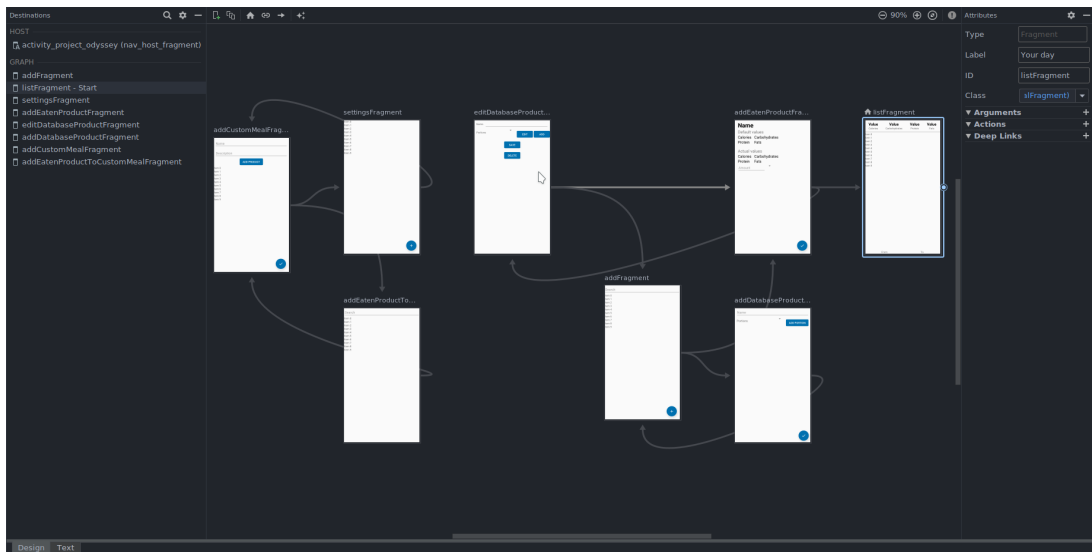 Destinations
90%
Attributes
HOST
activity_project_odyssey (nav_host_fragment)
GRAPH
addFragment
listFragment - Start
settingsFragment
addEatenProductFragment
editDatabaseProductFragment
addDatabaseProductFragment
addCustomMealFragment
addEatenProductToCustomMealFragment
addCustomMealFrag...
settingsFragment
editDatabaseProduct...
addEatenProductFra...
Name
Default values
Calories Carbohydrates
Protein Fats
Actual values
Calories Carbohydrates
Protein Fats
listFragment
Value Value Value Value
addEatenProductTo...
addFragment
addDatabaseProduct...
Type
Fragment
Label
Your day
ID
listFragment
Class
slFragment)
Arguments
Actions
Deep Links
Design
Text